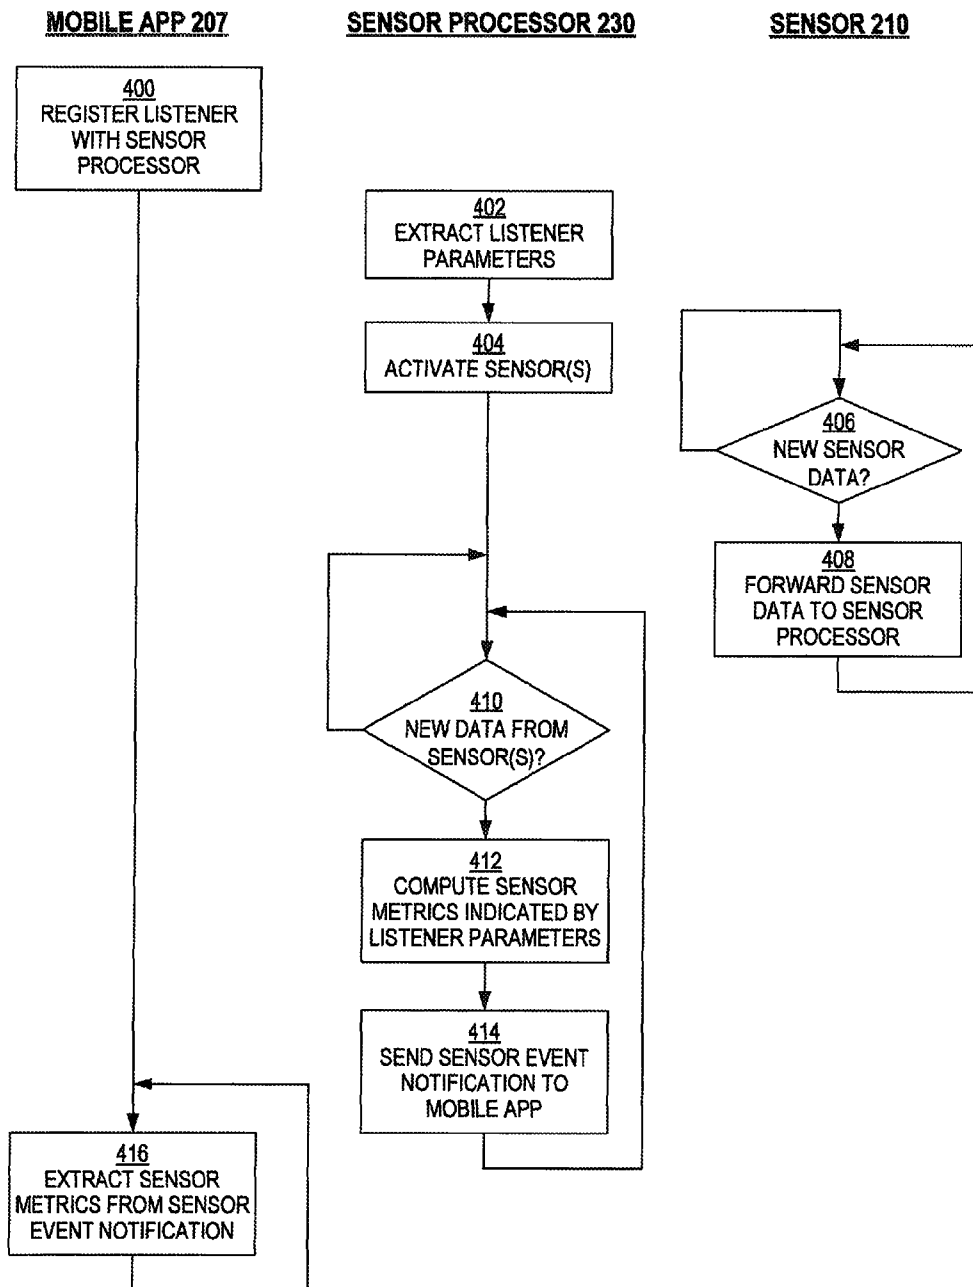 MOBILE APP 207
SENSOR PROCESSOR 230
SENSOR 210
400
REGISTER LISTENER
WITH SENSOR
PROCESSOR
402
EXTRACT LISTENER
PARAMETERS
404
ACTIVATE SENSOR(S)
406
NEW SENSOR
DATA?
408
FORWARD SENSOR
DATA TO SENSOR
PROCESSOR
410
NEW DATA FROM
SENSOR(S)?
412
COMPUTE SENSOR
METRICS INDICATED BY
LISTENER PARAMETERS
414
SEND SENSOR EVENT
NOTIFICATION TO
MOBILE APP
416
EXTRACT SENSOR
METRICS FROM SENSOR
EVENT NOTIFICATION